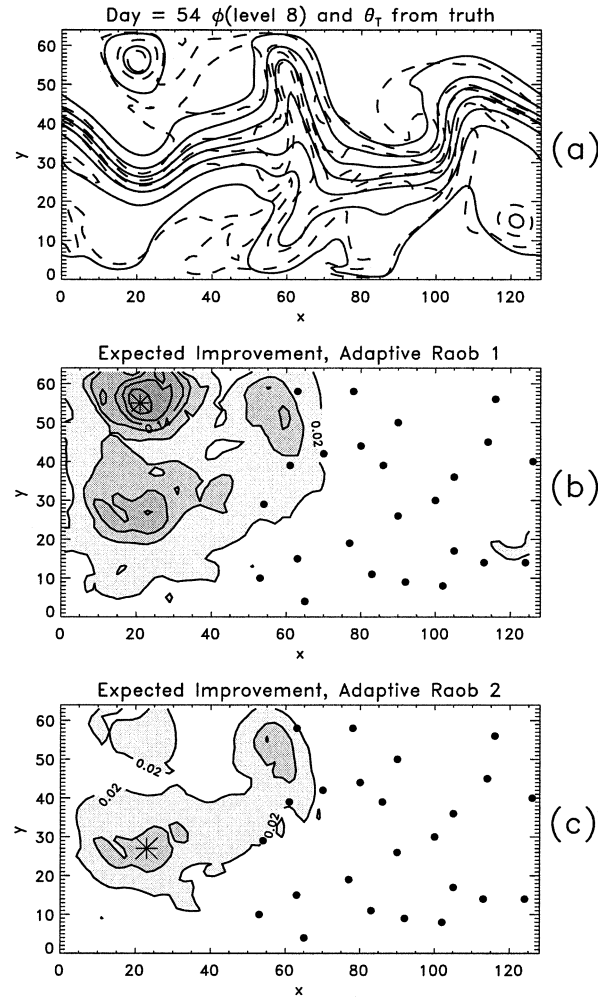 Day = 54 φ(level 8) and θ_T from truth
60
50
40
30
20
10
0
y
0 20 40 60 80 100 120
x
(a)
Expected Improvement, Adaptive Raob 1
60
50
40
30
20
10
0
y
0.14
0.02
0 20 40 60 80 100 120
x
(b)
Expected Improvement, Adaptive Raob 2
60
50
40
30
20
10
0
y
0.02
0.02
0.02
0 20 40 60 80 100 120
x
(c)